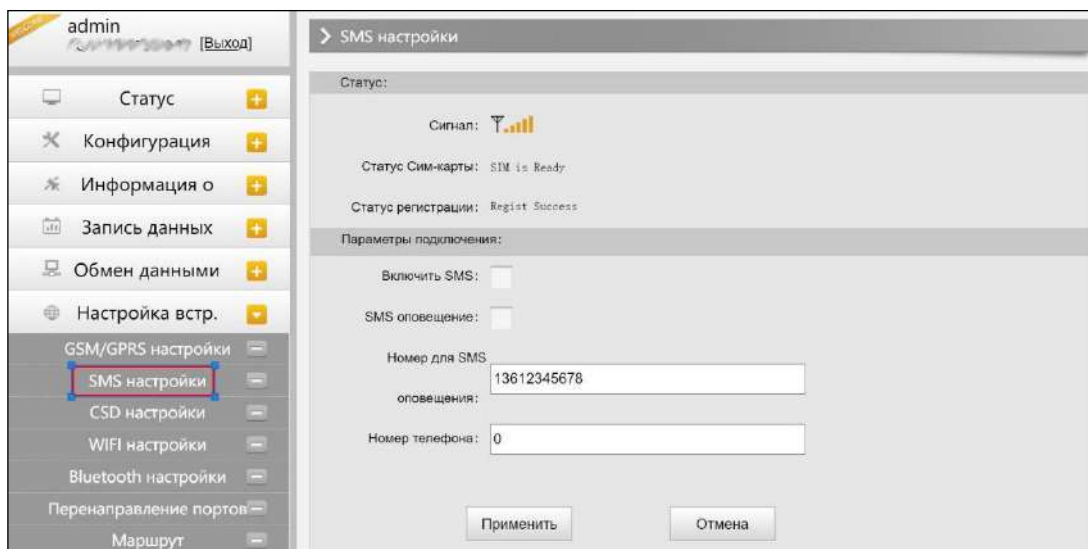 admin
[Выход]
Статус
Конфигурация
Информация о
Запись данных
Обмен данными
Настройка встр.
GSM/GPRS настройки
SMS настройки
CSD настройки
WIFI настройки
Bluetooth настройки
Перенаправление портов
Маршрут
SMS настройки
Статус:
Сигнал:
Статус Сим-карты: SIM is Ready
Статус регистрации: Regist Success
Параметры подключения:
Включить SMS:
SMS оповещение:
Номер для SMS
оповещения:
13612345678
Номер телефона: 0
Применить Отмена